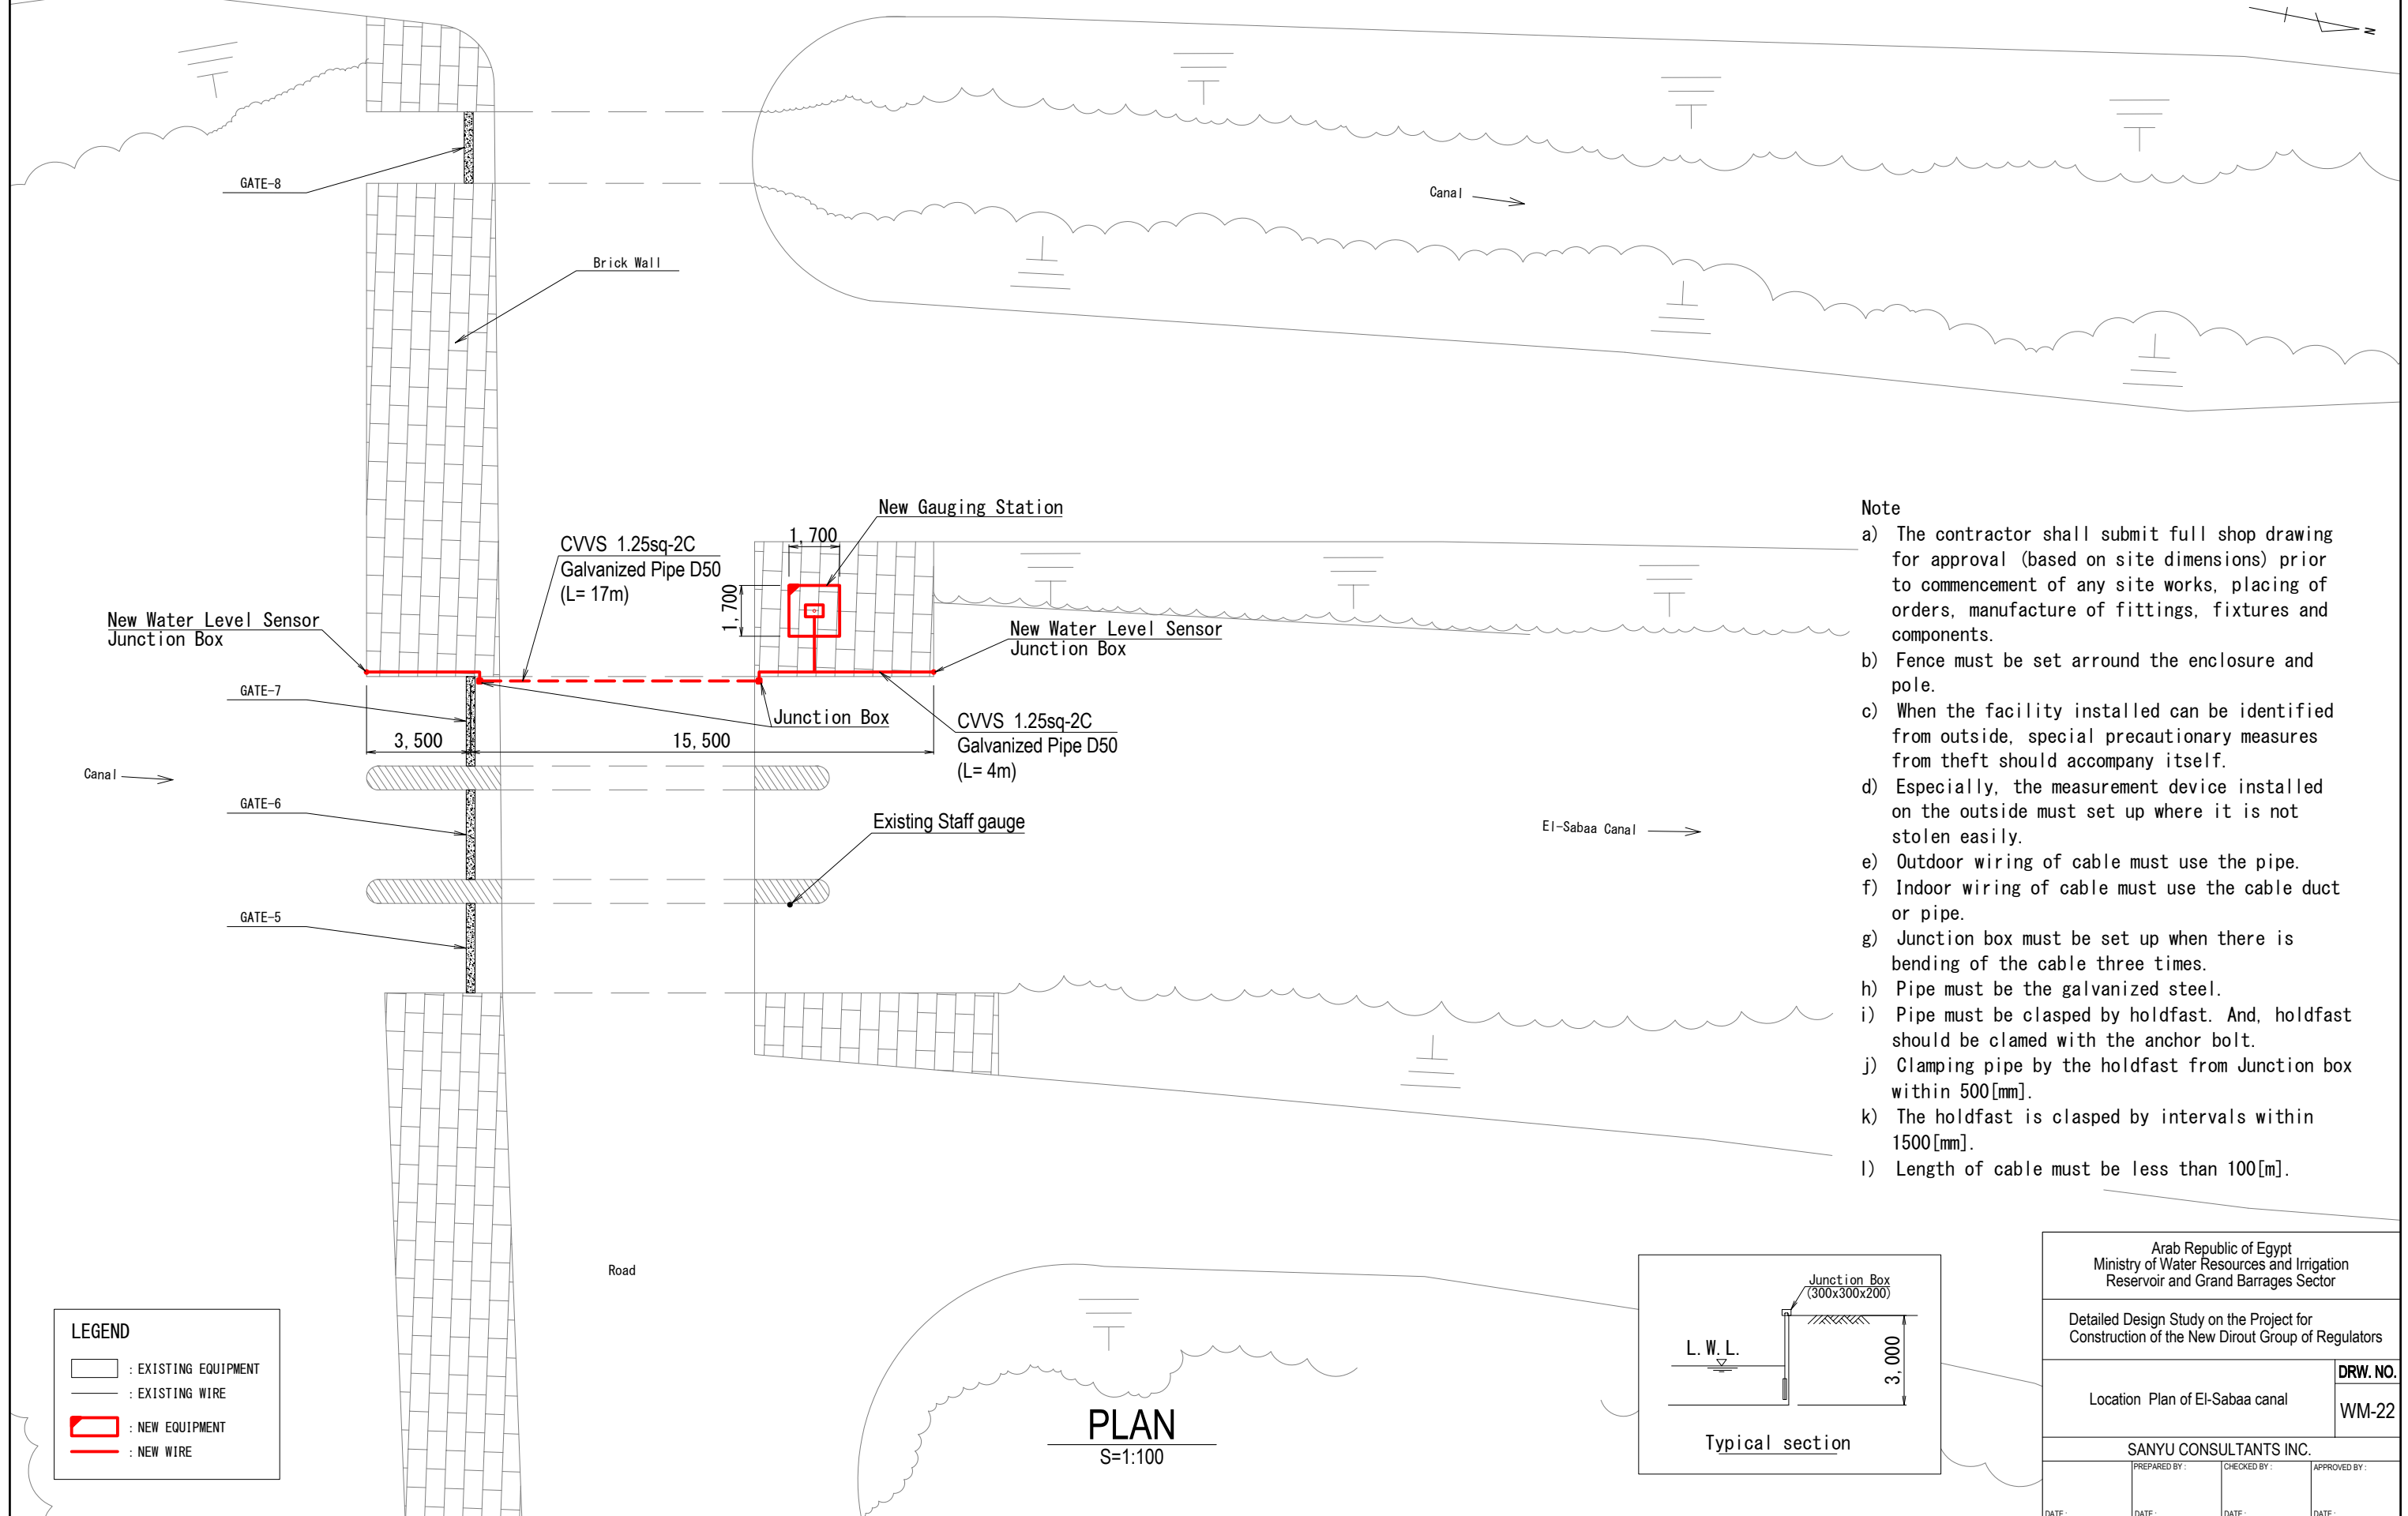 N
GATE-8
Canal
Brick Wall
New Gauging Station
1,700
CVVS 1.25sq-2C
Galvanized Pipe D50
(L= 17m)
1,700
New Water Level Sensor
Junction Box
New Water Level Sensor
Junction Box
GATE-7
Junction Box
CVVS 1.25sq-2C
Galvanized Pipe D50
(L= 4m)
3,500
15,500
Canal
GATE-6
Existing Staff gauge
El-Sabaa Canal
GATE-5
Note
a) The contractor shall submit full shop drawing
for approval (based on site dimensions) prior
to commencement of any site works, placing of
orders, manufacture of fittings, fixtures and
components.
b) Fence must be set arround the enclosure and
pole.
c) When the facility installed can be identified
from outside, special precautionary measures
from theft should accompany itself.
d) Especially, the measurement device installed
on the outside must set up where it is not
stolen easily.
e) Outdoor wiring of cable must use the pipe.
f) Indoor wiring of cable must use the cable duct
or pipe.
g) Junction box must be set up when there is
bending of the cable three times.
h) Pipe must be the galvanized steel.
i) Pipe must be clasped by holdfast. And, holdfast
should be clamed with the anchor bolt.
j) Clamping pipe by the holdfast from Junction box
within 500[mm].
k) The holdfast is clasped by intervals within
1500[mm].
l) Length of cable must be less than 100[m].
Road
LEGEND
: EXISTING EQUIPMENT
: EXISTING WIRE
: NEW EQUIPMENT
: NEW WIRE
PLAN
S=1:100
Junction Box
(300x300x200)
L.W.L.
3,000
Typical section
Arab Republic of Egypt
Ministry of Water Resources and Irrigation
Reservoir and Grand Barrages Sector
Detailed Design Study on the Project for
Construction of the New Dirout Group of Regulators
Location Plan of El-Sabaa canal
DRW. NO.
WM-22
SANYU CONSULTANTS INC.
PREPARED BY :
CHECKED BY :
APPROVED BY :
DATE :
DATE :
DATE :
DATE :